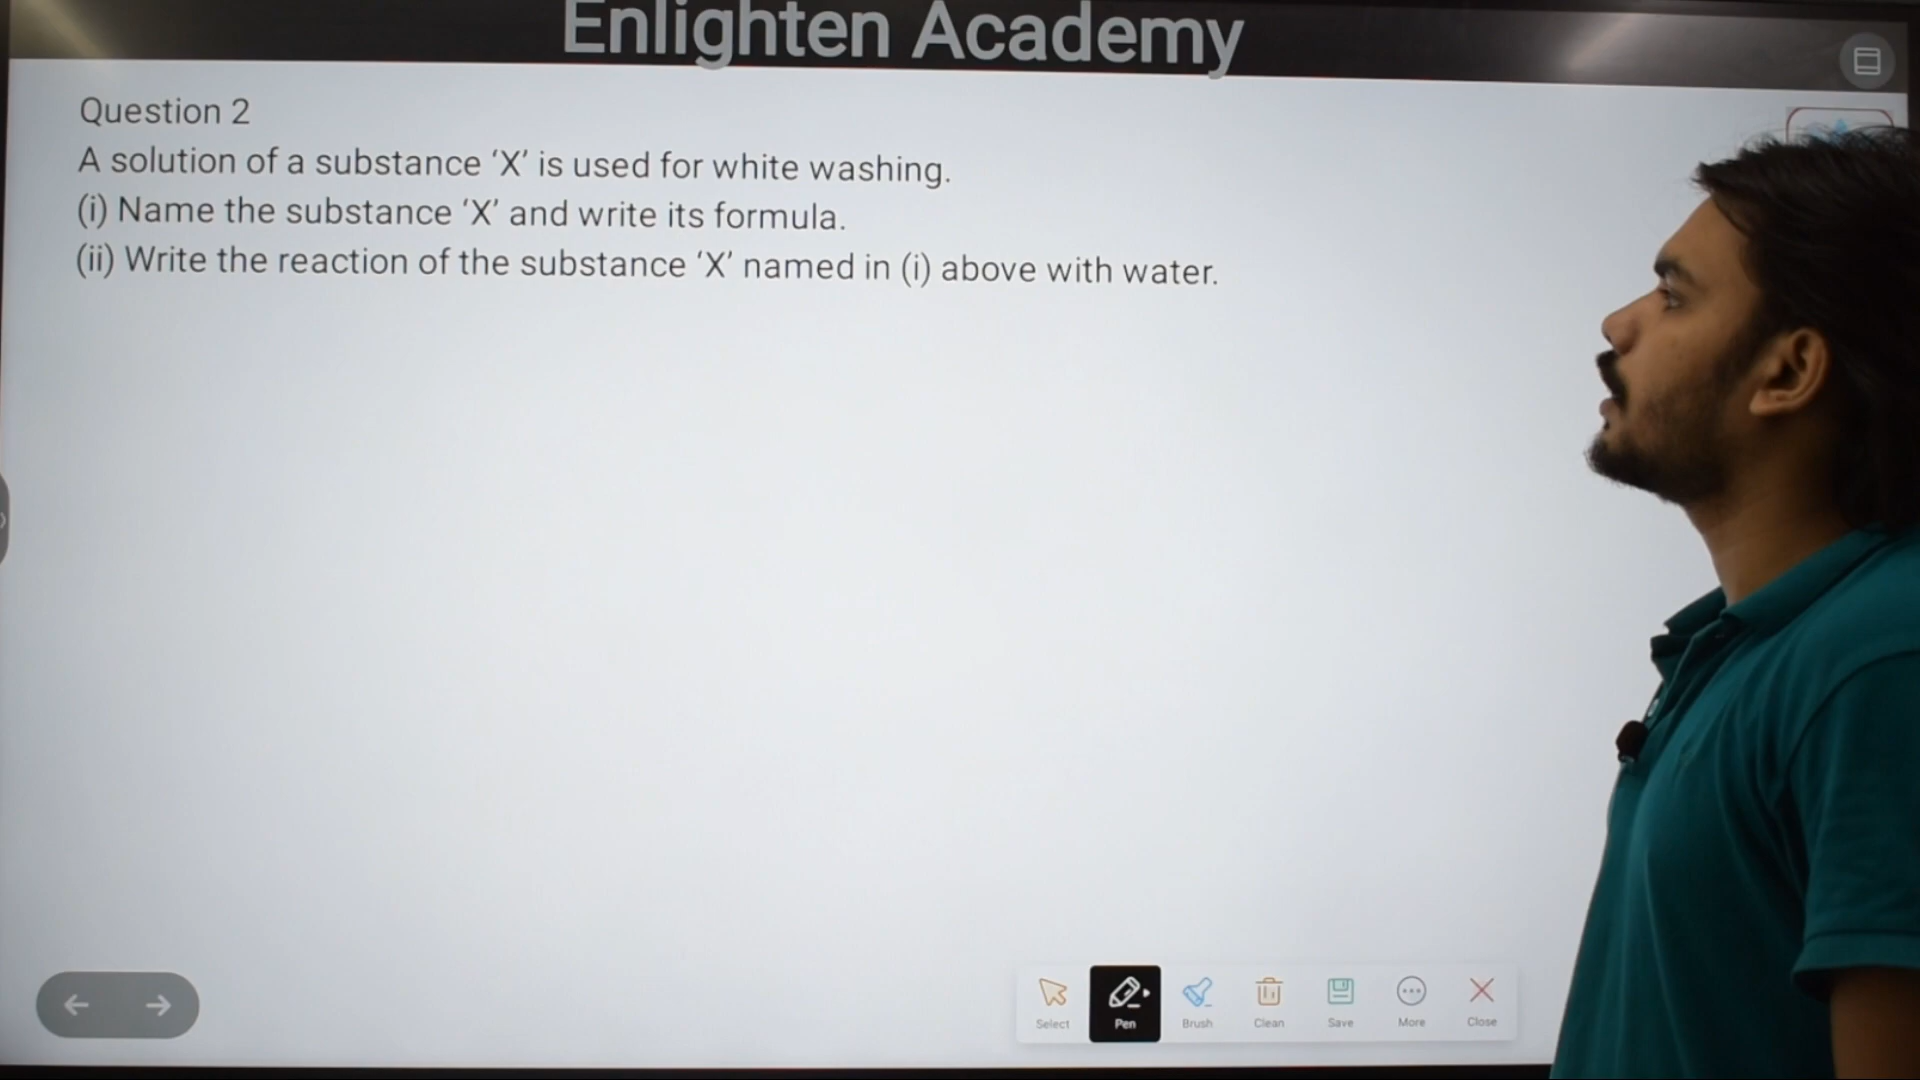 Enlighten Academy
Question 2
A solution of a substance ‘X’ is used for white washing.
(i) Name the substance ‘X’ and write its formula.
(ii) Write the reaction of the substance ‘X’ named in (i) above with water.
Select Pen Brush Clean Save More Close